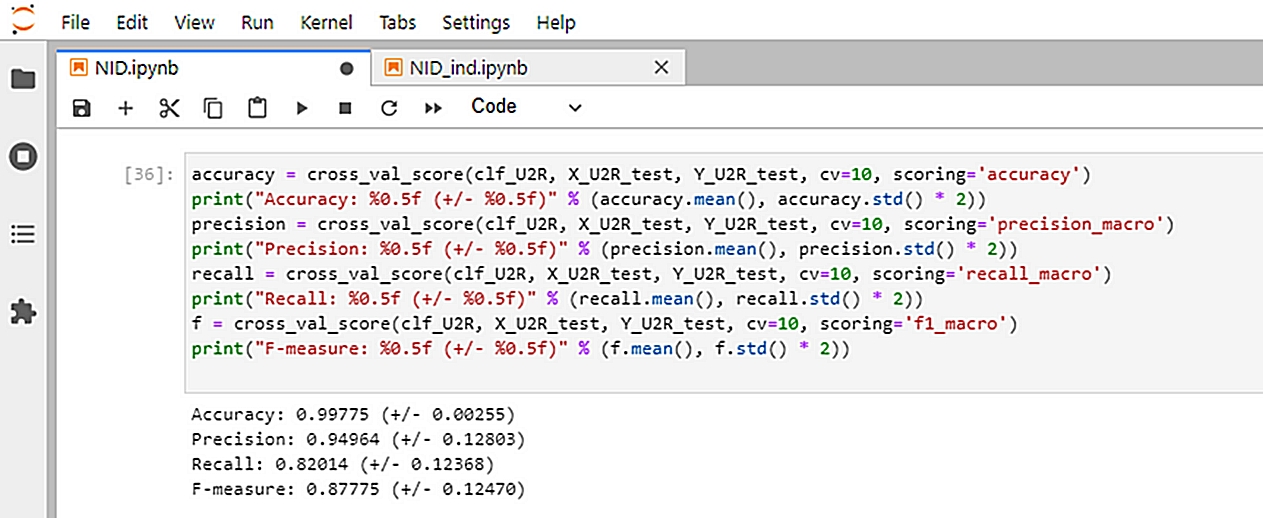 File Edit View Run Kernel Tabs Settings Help
NID.ipynb NID_ind.ipynb
Code
[36]:
accuracy = cross_val_score(clf_U2R, X_U2R_test, Y_U2R_test, cv=10, scoring='accuracy')
print("Accuracy: %0.5f (+/- %0.5f)" % (accuracy.mean(), accuracy.std() * 2))
precision = cross_val_score(clf_U2R, X_U2R_test, Y_U2R_test, cv=10, scoring='precision_macro')
print("Precision: %0.5f (+/- %0.5f)" % (precision.mean(), precision.std() * 2))
recall = cross_val_score(clf_U2R, X_U2R_test, Y_U2R_test, cv=10, scoring='recall_macro')
print("Recall: %0.5f (+/- %0.5f)" % (recall.mean(), recall.std() * 2))
f = cross_val_score(clf_U2R, X_U2R_test, Y_U2R_test, cv=10, scoring='f1_macro')
print("F-measure: %0.5f (+/- %0.5f)" % (f.mean(), f.std() * 2))
Accuracy: 0.99775 (+/- 0.00255)
Precision: 0.94964 (+/- 0.12803)
Recall: 0.82014 (+/- 0.12368)
F-measure: 0.87775 (+/- 0.12470)